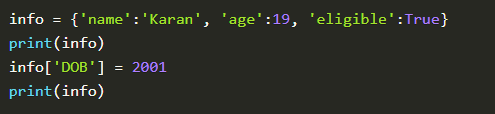 info = {'name':'Karan', 'age':19, 'eligible':True}
print(info)
info['DOB'] = 2001
print(info)